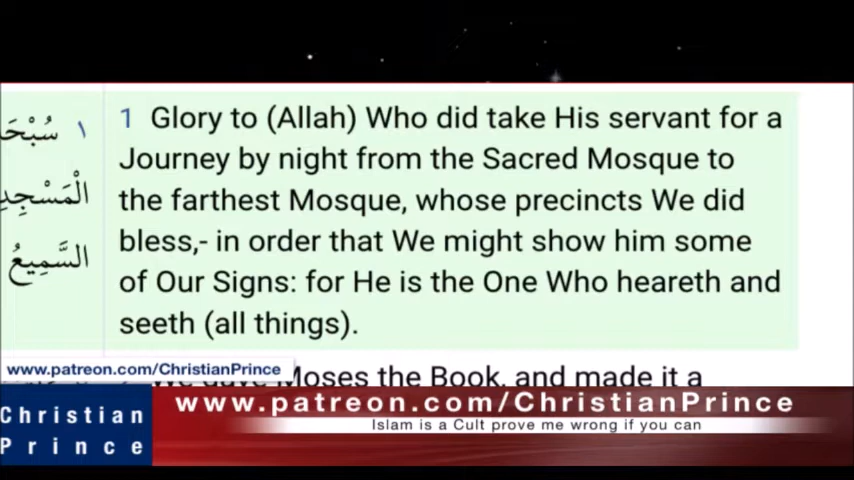 ١ سُبْحَ
الْمَسْجِدِ
السَّمِيعُ
1 Glory to (Allah) Who did take His servant for a
Journey by night from the Sacred Mosque to
the farthest Mosque, whose precincts We did
bless,- in order that We might show him some
of Our Signs: for He is the One Who heareth and
seeth (all things).
We gave Moses the Book, and made it a
www.patreon.com/ChristianPrince
Christian
Prince
www.patreon.com/ChristianPrince
Islam is a Cult prove me wrong if you can